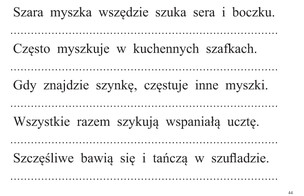 Szara myszka wszędzie szuka sera i boczku.
Często myszkuje w kuchennych szafkach.
Gdy znajdzie szynkę, częstuje inne myszki.
Wszystkie razem szykują wspaniałą ucztę.
Szczęśliwe bawią się i tańczą w szufladzie.